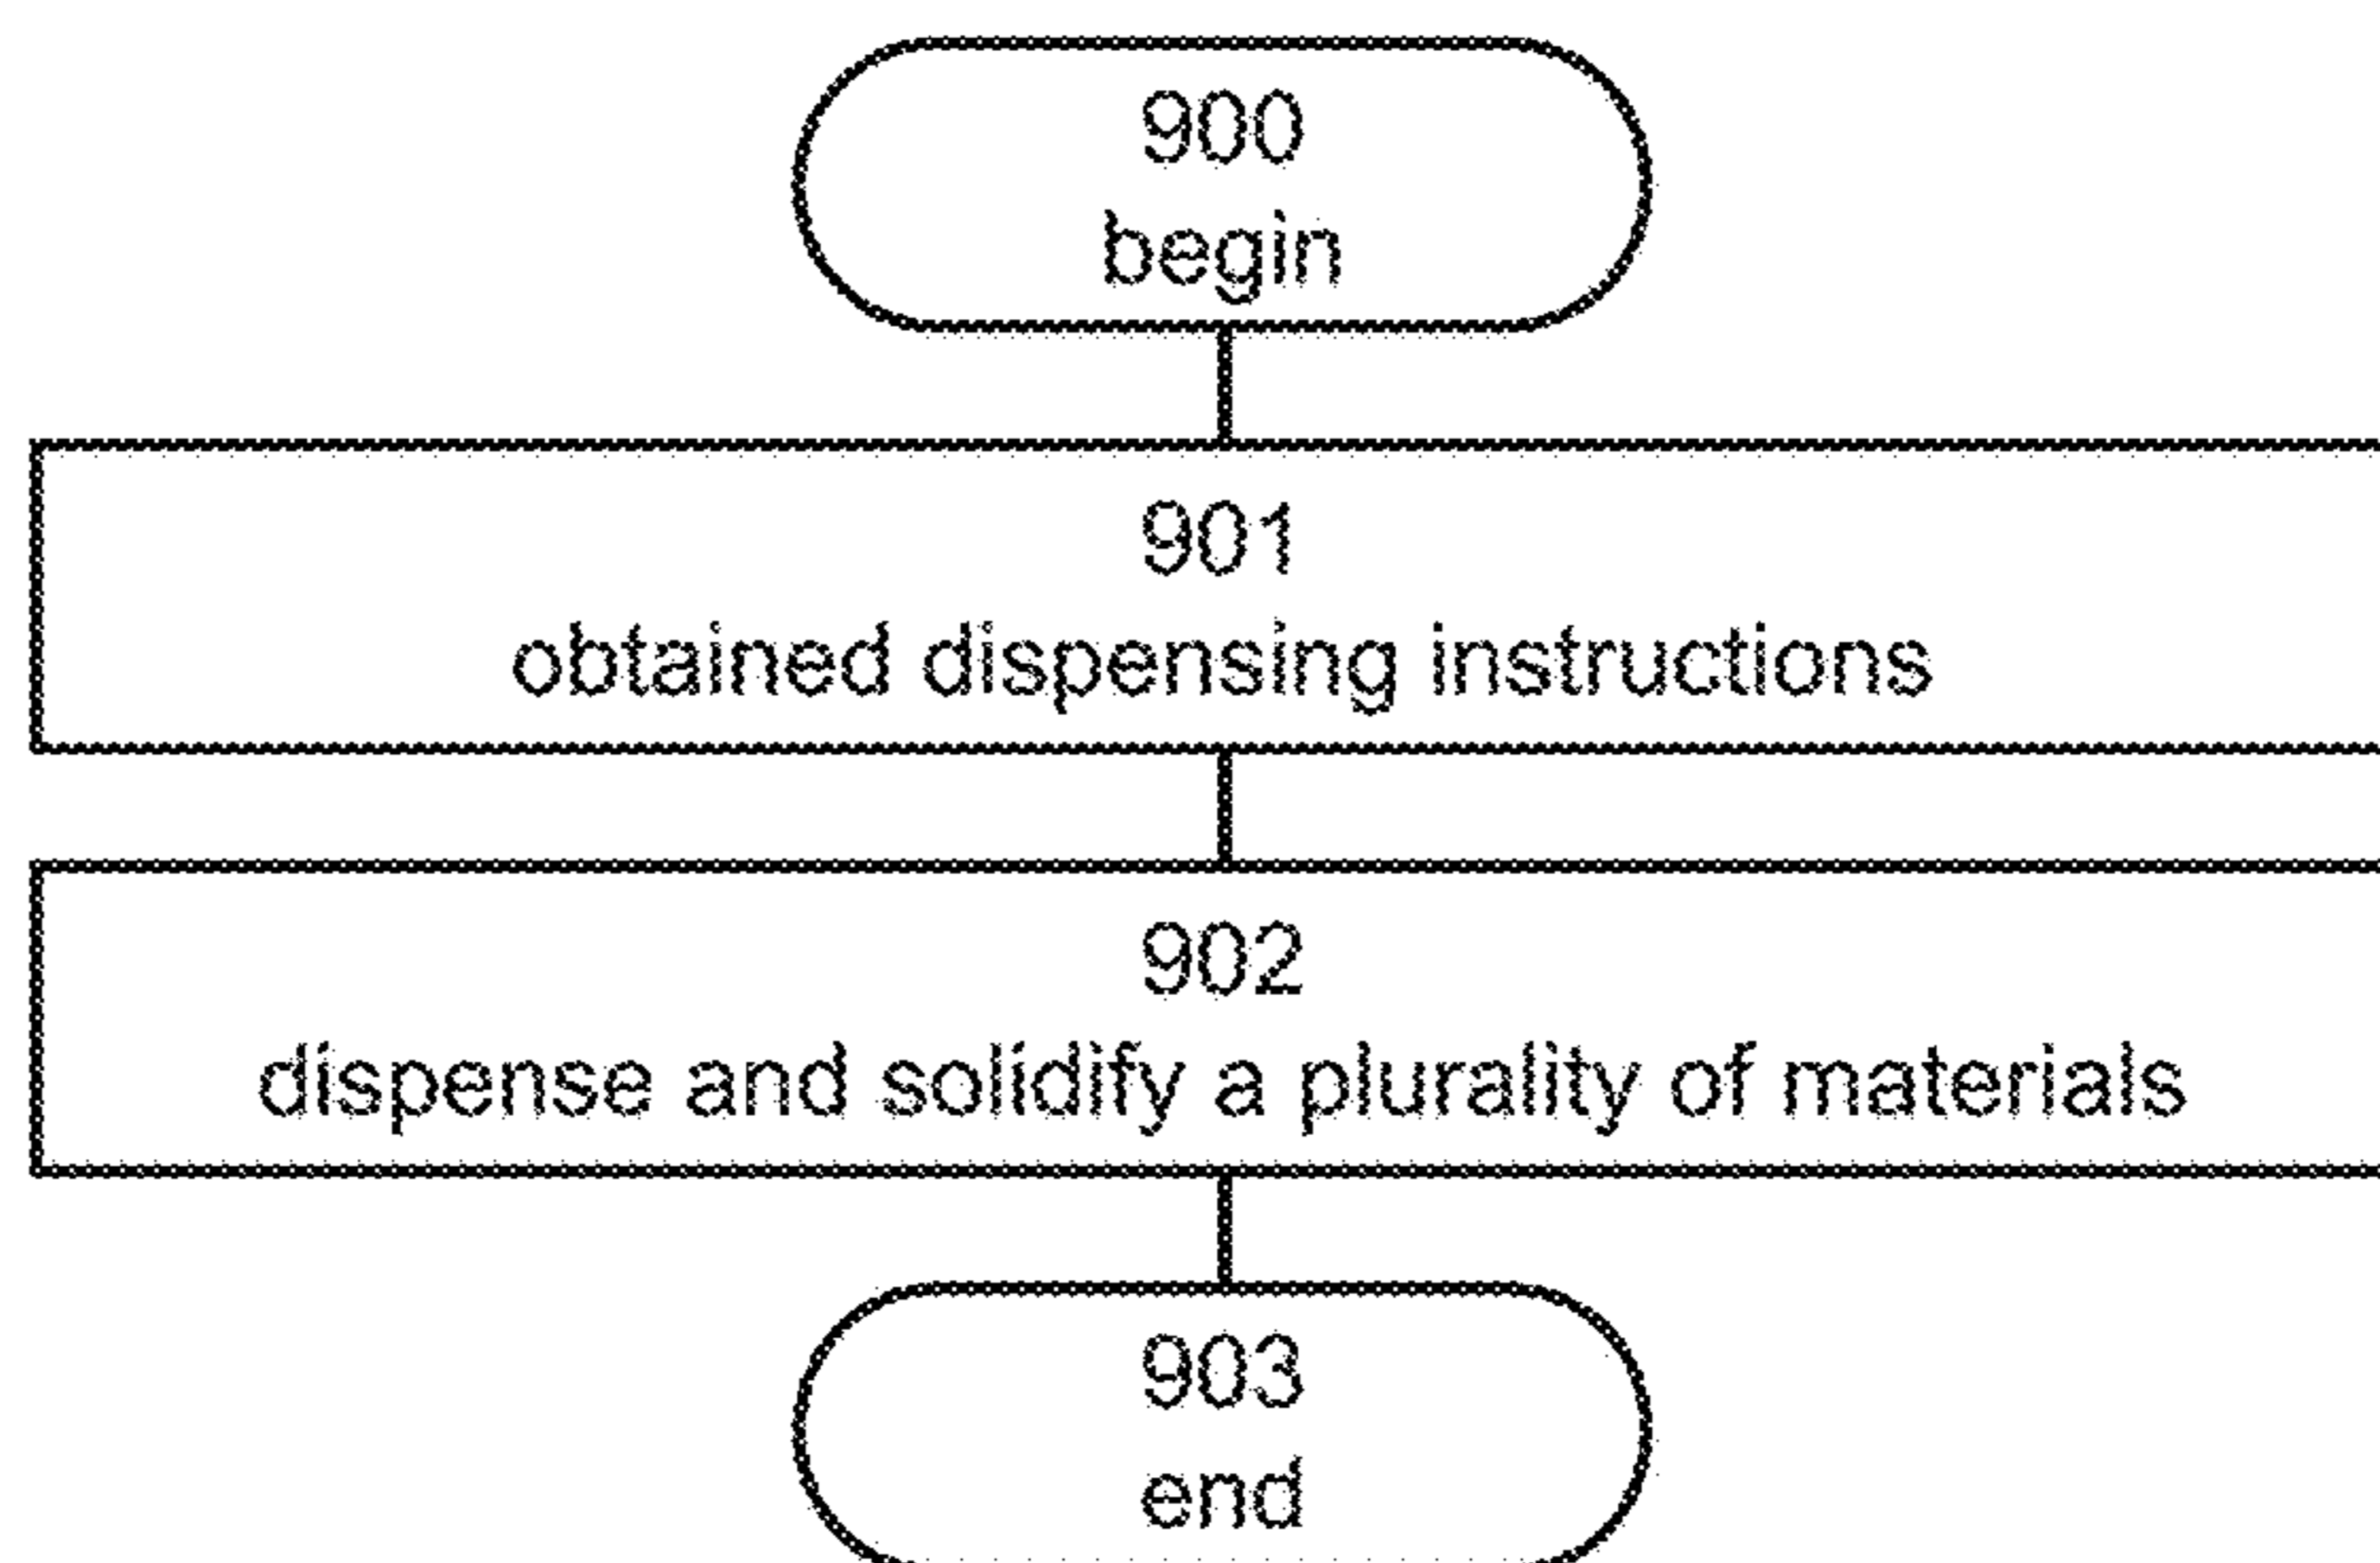 900
begin
901
obtained dispensing instructions
902
dispense and solidify a plurality of materials
903
end